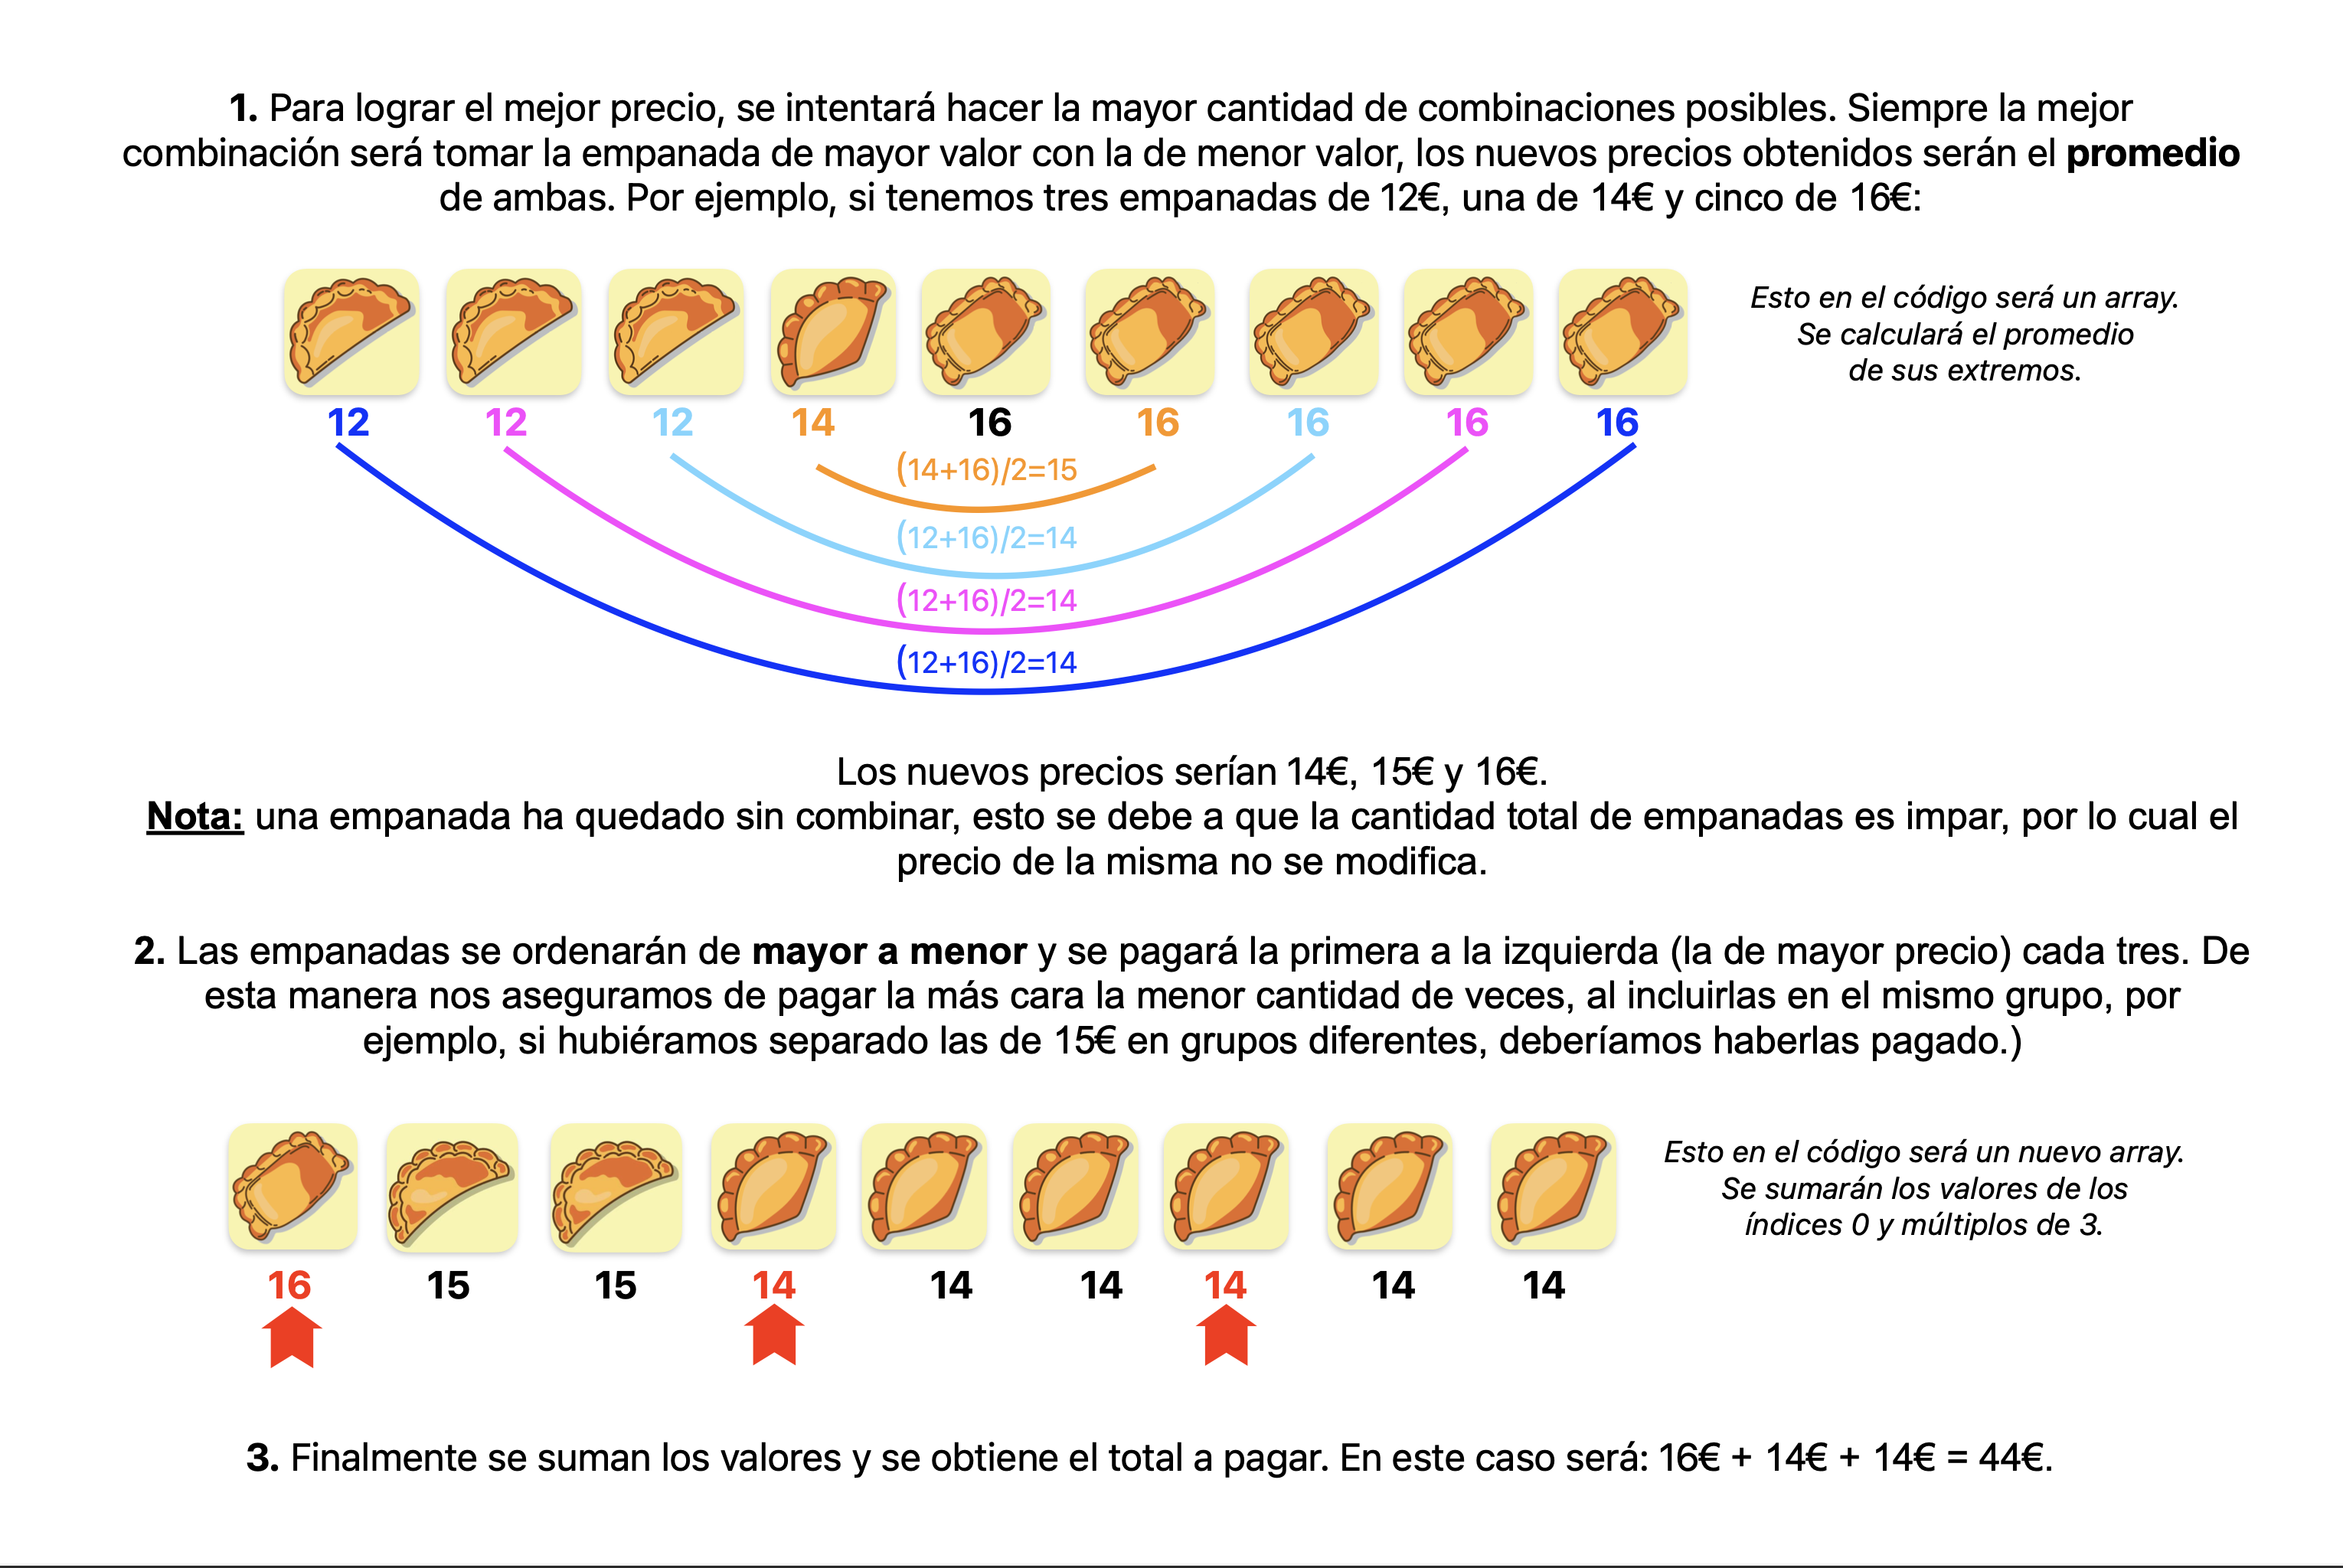 1. Para lograr el mejor precio, se intentará hacer la mayor cantidad de combinaciones posibles. Siempre la mejor
combinación será tomar la empanada de mayor valor con la de menor valor, los nuevos precios obtenidos serán el promedio
de ambas. Por ejemplo, si tenemos tres empanadas de 12€, una de 14€ y cinco de 16€:
Esto en el código será un array.
Se calculará el promedio
de sus extremos.
12 12 12 14 16 16 16 16 16
(14+16)/2=15
(12+16)/2=14
(12+16)/2=14
(12+16)/2=14
Los nuevos precios serían 14€, 15€ y 16€.
Nota: una empanada ha quedado sin combinar, esto se debe a que la cantidad total de empanadas es impar, por lo cual el
precio de la misma no se modifica.
2. Las empanadas se ordenarán de mayor a menor y se pagará la primera a la izquierda (la de mayor precio) cada tres. De
esta manera nos aseguramos de pagar la más cara la menor cantidad de veces, al incluirlas en el mismo grupo, por
ejemplo, si hubiéramos separado las de 15€ en grupos diferentes, deberíamos haberlas pagado.)
Esto en el código será un nuevo array.
Se sumarán los valores de los
índices 0 y múltiplos de 3.
16 15 15 14 14 14 14 14 14
3. Finalmente se suman los valores y se obtiene el total a pagar. En este caso será: 16€ + 14€ + 14€ = 44€.